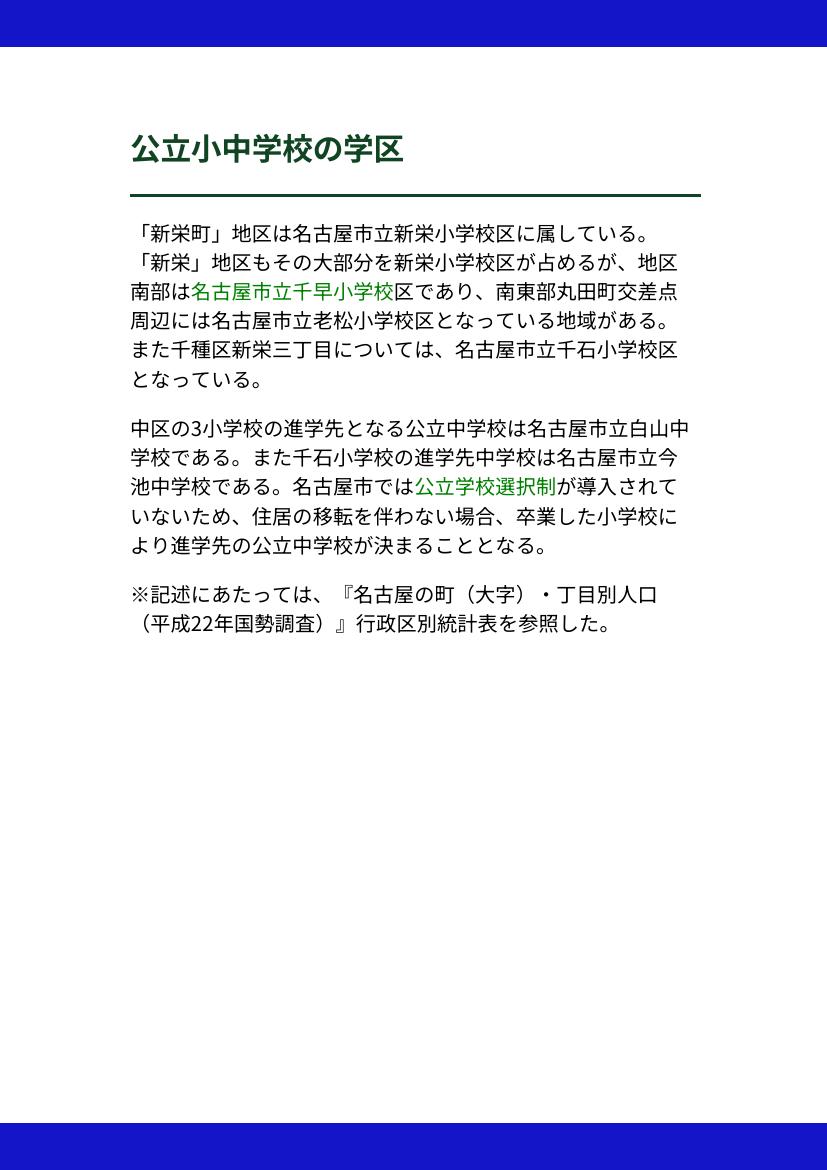 公立小中学校の学区
「新栄町」地区は名古屋市立新栄小学校区に属している。
「新栄」地区もその大部分を新栄小学校区が占めるが、地区
南部は名古屋市立千早小学校区であり、南東部丸田町交差点
周辺には名古屋市立老松小学校区となっている地域がある。
また千種区新栄三丁目については、名古屋市立千石小学校区
となっている。
中区の3小学校の進学先となる公立中学校は名古屋市立白山中
学校である。また千石小学校の進学先中学校は名古屋市立今
池中学校である。名古屋市では公立学校選択制が導入されて
いないため、住居の移転を伴わない場合、卒業した小学校に
より進学先の公立中学校が決まることとなる。
※記述にあたっては、『名古屋の町（大字）・丁目別人口
（平成22年国勢調査）』行政区別統計表を参照した。